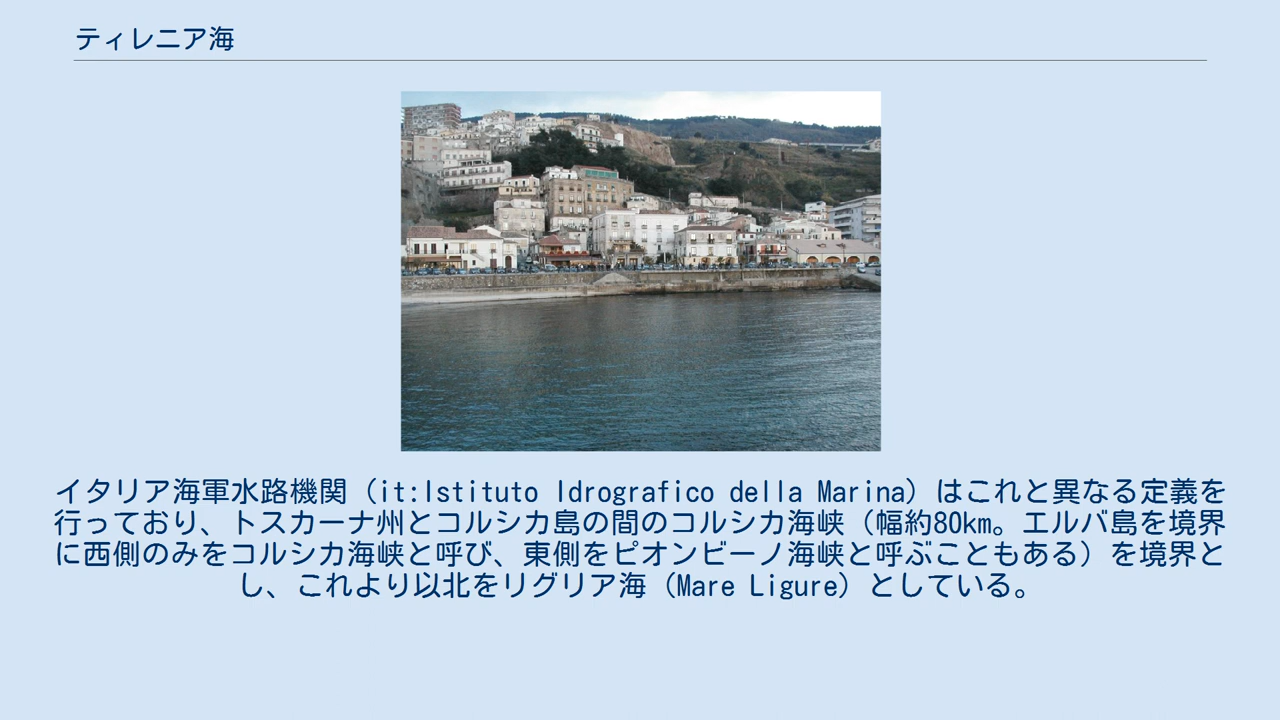 ティレニア海
イタリア海軍水路機関（it:Istituto Idrografico della Marina）はこれと異なる定義を
行っており、トスカーナ州とコルシカ島の間のコルシカ海峡（幅約80km。エルバ島を境界
に西側のみをコルシカ海峡と呼び、東側をピオンビーノ海峡と呼ぶこともある）を境界と
し、これより以北をリグリア海（Mare Ligure）としている。